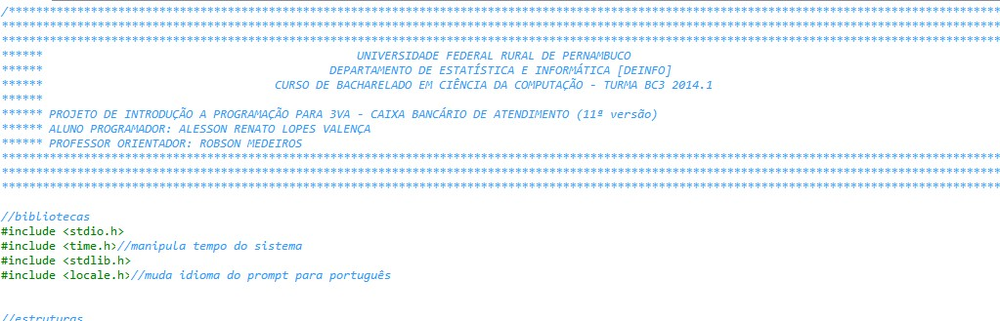 /*************************************************************************************************************************************************
**************************************************************************************************************************************************
**************************************************************************************************************************************************
****** UNIVERSIDADE FEDERAL RURAL DE PERNAMBUCO
****** DEPARTAMENTO DE ESTATÍSTICA E INFORMÁTICA [DEINFO]
****** CURSO DE BACHARELADO EM CIÊNCIA DA COMPUTAÇÃO - TURMA BC3 2014.1
******
****** PROJETO DE INTRODUÇÃO A PROGRAMAÇÃO PARA 3VA - CAIXA BANCÁRIO DE ATENDIMENTO (11ª versão)
****** ALUNO PROGRAMADOR: ALESSON RENATO LOPES VALENÇA
****** PROFESSOR ORIENTADOR: ROBSON MEDEIROS
**************************************************************************************************************************************************
**************************************************************************************************************************************************
**************************************************************************************************************************************************
//bibliotecas
#include <stdio.h>
#include <time.h>//manipula tempo do sistema
#include <stdlib.h>
#include <locale.h>//muda idioma do prompt para português
//estruturas